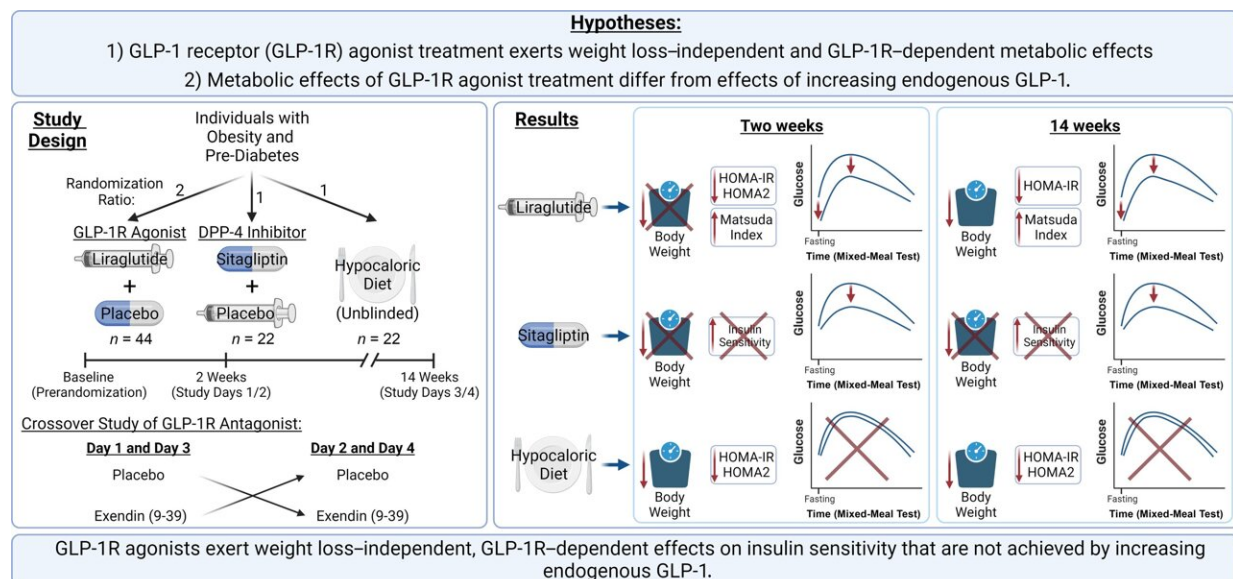 Hypotheses:
1) GLP-1 receptor (GLP-1R) agonist treatment exerts weight loss–independent and GLP-1R–dependent metabolic effects
2) Metabolic effects of GLP-1R agonist treatment differ from effects of increasing endogenous GLP-1.
Study
Design
Individuals with
Obesity and
Pre-Diabetes
Randomization
Ratio:
2
1
1
GLP-1R Agonist
DPP-4 Inhibitor
Liraglutide
Sitagliptin
+
+
Placebo
Placebo
Hypocaloric
Diet
(Unblinded)
n = 44
n = 22
n = 22
Baseline
(Prerandomization)
2 Weeks
(Study Days 1/2)
14 Weeks
(Study Days 3/4)
Crossover Study of GLP-1R Antagonist:
Day 1 and Day 3
Day 2 and Day 4
Placebo
Placebo
Exendin (9-39)
Exendin (9-39)
Results
Two weeks
14 weeks
Liraglutide
Body
Weight
HOMA-IR
HOMA2
Matsuda
Index
Glucose
Fasting
Time (Mixed-Meal Test)
Body
Weight
HOMA-IR
Matsuda
Index
Glucose
Fasting
Time (Mixed-Meal Test)
Sitagliptin
Body
Weight
Insulin
Sensitivity
Glucose
Fasting
Time (Mixed-Meal Test)
Body
Weight
Insulin
Sensitivity
Glucose
Fasting
Time (Mixed-Meal Test)
Hypocaloric
Diet
Body
Weight
HOMA-IR
HOMA2
Glucose
Fasting
Time (Mixed-Meal Test)
Body
Weight
HOMA-IR
HOMA2
Glucose
Fasting
Time (Mixed-Meal Test)
GLP-1R agonists exert weight loss–independent, GLP-1R–dependent effects on insulin sensitivity that are not achieved by increasing
endogenous GLP-1.